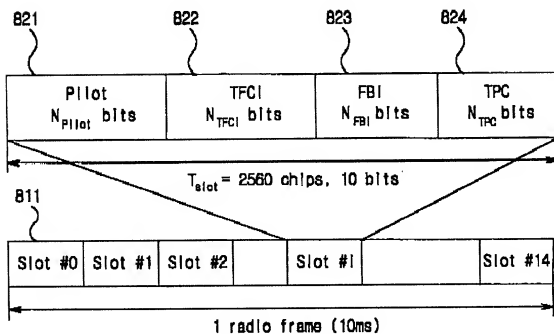 821 822 823 824
Pilot TFCI FBI TPC
N_Pilot bits N_TFCI bits N_FBI bits N_TPC bits
T_slot = 2560 chips, 10 bits
811
Slot #0 Slot #1 Slot #2 Slot #i Slot #14
1 radio frame (10ms)